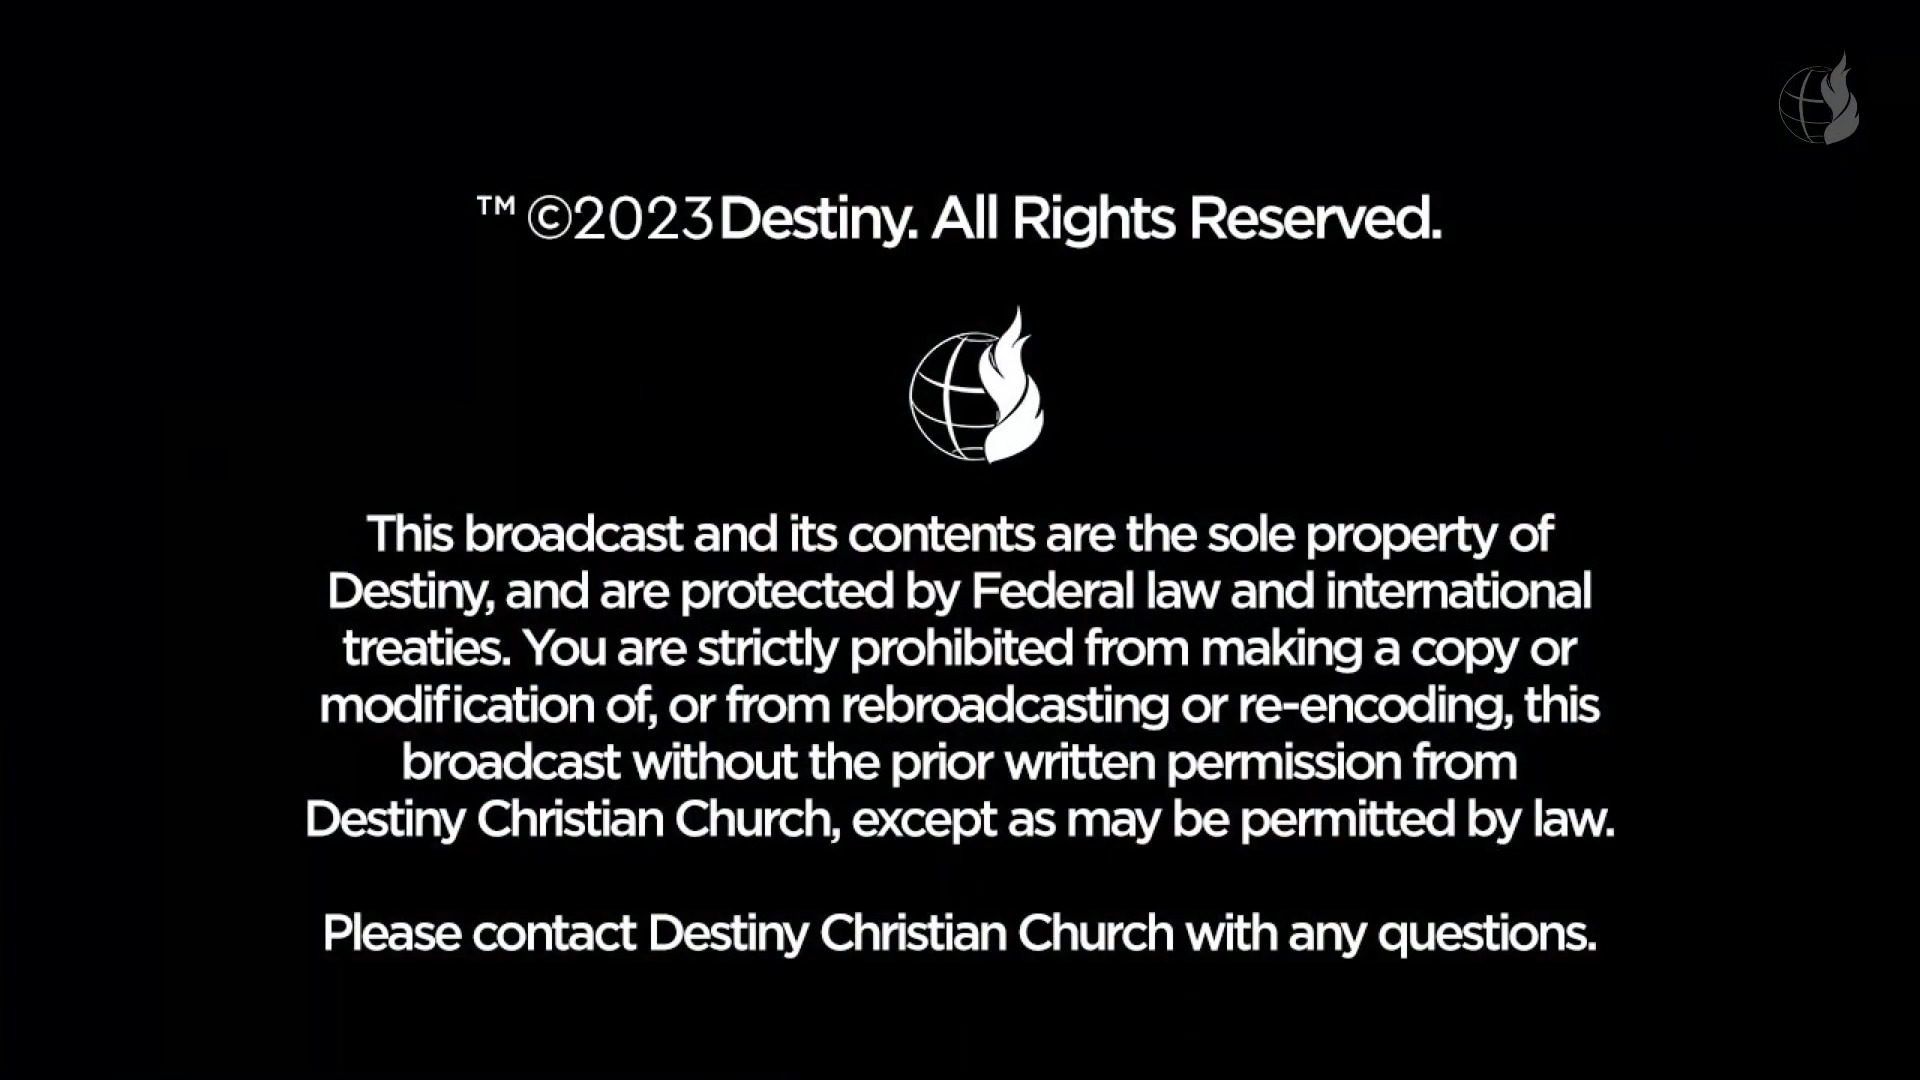 ™ ©2023 Destiny. All Rights Reserved.
This broadcast and its contents are the sole property of
Destiny, and are protected by Federal law and international
treaties. You are strictly prohibited from making a copy or
modification of, or from rebroadcasting or re-encoding, this
broadcast without the prior written permission from
Destiny Christian Church, except as may be permitted by law.
Please contact Destiny Christian Church with any questions.